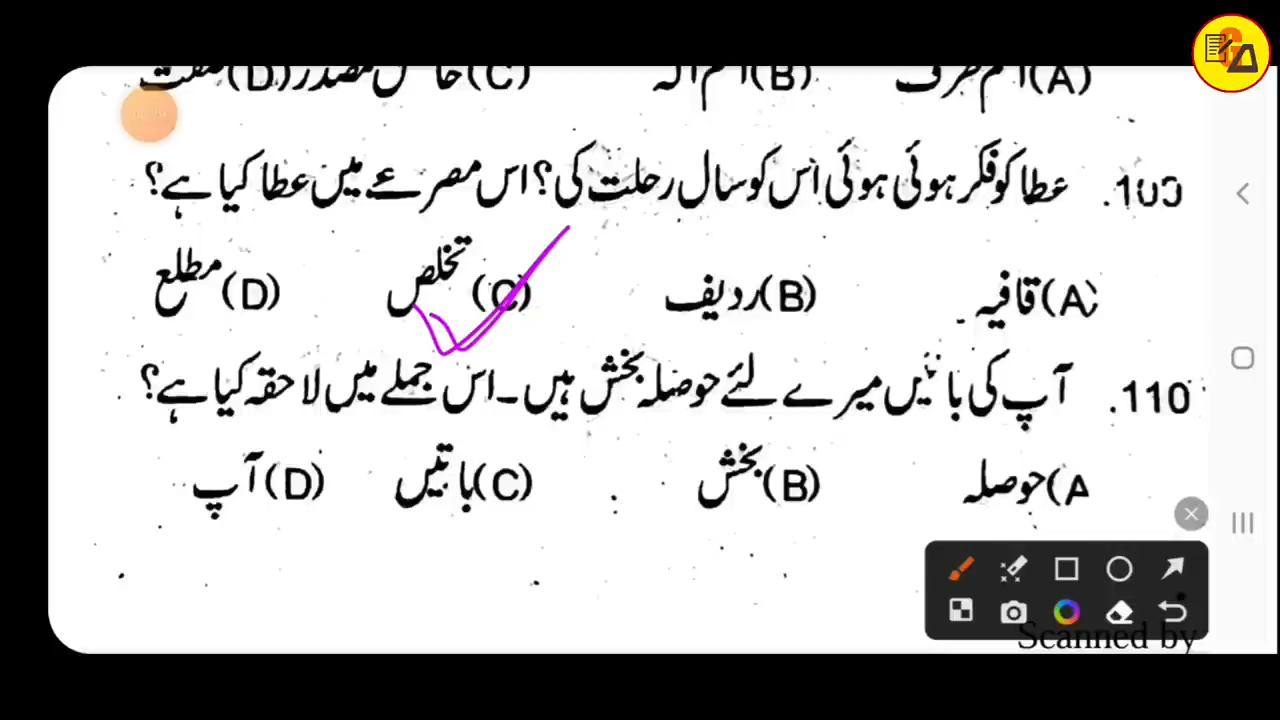 (A) اسم ظرف (B) اسم آلہ (C) حاصل مصدر (D)
109. عطا کو فکر ہوئی ہوئی اس کو سال رحلت کی؟ اس مصرعے میں عطا کیا ہے؟
(A) قافیہ (B) ردیف (C) تخلص (D) مطلع
110. آپ کی باتیں میرے لئے حوصلہ بخش ہیں۔ اس جملے میں لاحقہ کیا ہے؟
A) حوصلہ (B) بخش (C) باتیں (D) آپ
Scanned by